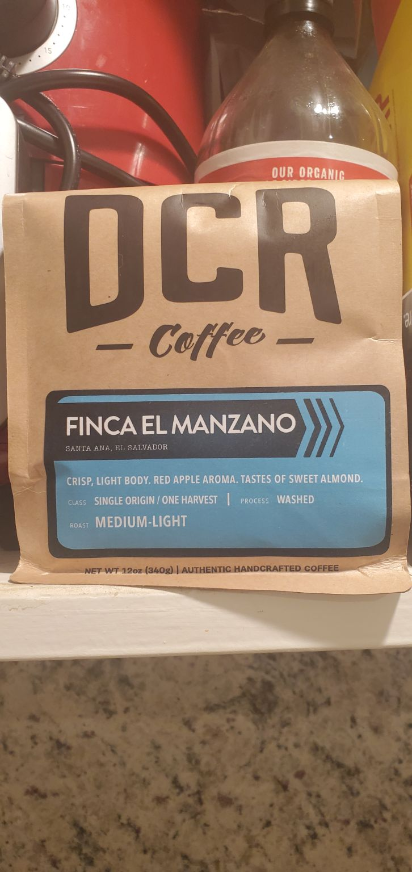 OUR ORGANIC
DCR
Coffee
FINCA EL MANZANO
SANTA ANA, EL SALVADOR
CRISP, LIGHT BODY. RED APPLE AROMA. TASTES OF SWEET ALMOND.
CLASS SINGLE ORIGIN / ONE HARVEST | PROCESS WASHED
ROAST MEDIUM-LIGHT
NET WT 12oz (340g) | AUTHENTIC HANDCRAFTED COFFEE